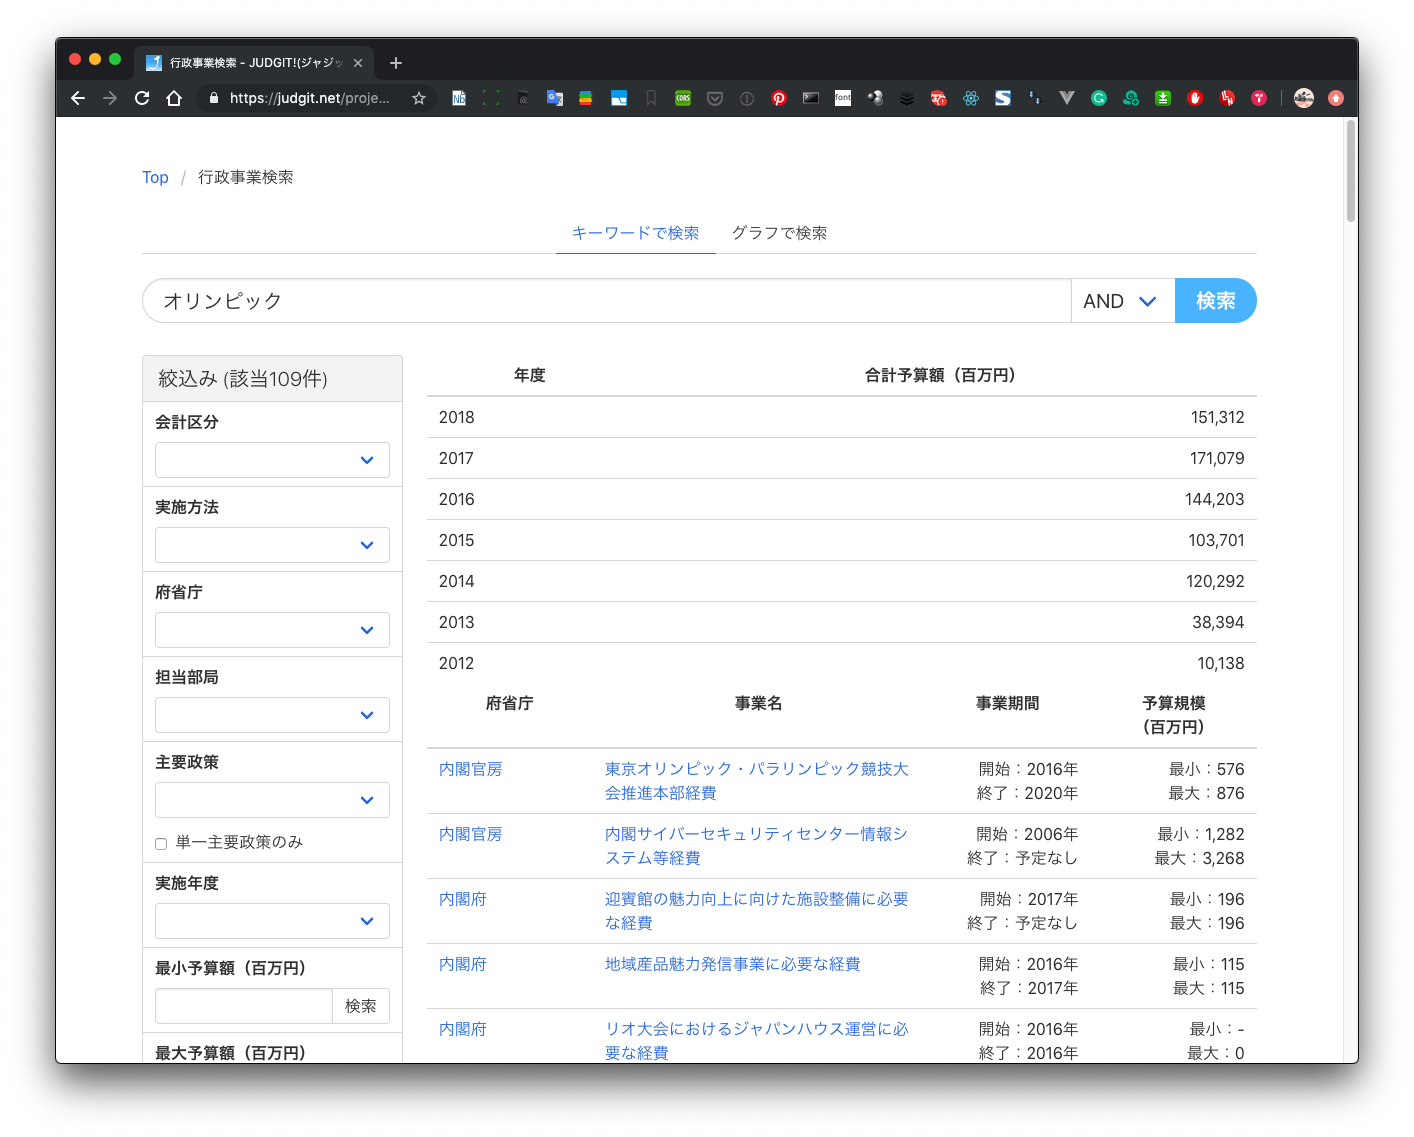 行政事業検索 - JUDGIT!(ジャジッ
https://judgit.net/proje...
Top / 行政事業検索
キーワードで検索 グラフで検索
オリンピック AND 検索
絞込み (該当109件)
会計区分
実施方法
府省庁
担当部局
主要政策
単一主要政策のみ
実施年度
最小予算額（百万円）
検索
最大予算額（百万円）
年度 合計予算額（百万円）
2018 151,312
2017 171,079
2016 144,203
2015 103,701
2014 120,292
2013 38,394
2012 10,138
府省庁 事業名 事業期間 予算規模
（百万円）
内閣官房 東京オリンピック・パラリンピック競技大 開始：2016年 最小：576
会推進本部経費 終了：2020年 最大：876
内閣官房 内閣サイバーセキュリティセンター情報シ 開始：2006年 最小：1,282
ステム等経費 終了：予定なし 最大：3,268
内閣府 迎賓館の魅力向上に向けた施設整備に必要 開始：2017年 最小：196
な経費 終了：予定なし 最大：196
内閣府 地域産品魅力発信事業に必要な経費 開始：2016年 最小：115
終了：2017年 最大：115
内閣府 リオ大会におけるジャパンハウス運営に必 開始：2016年 最小：-
要な経費 終了：2016年 最大：0